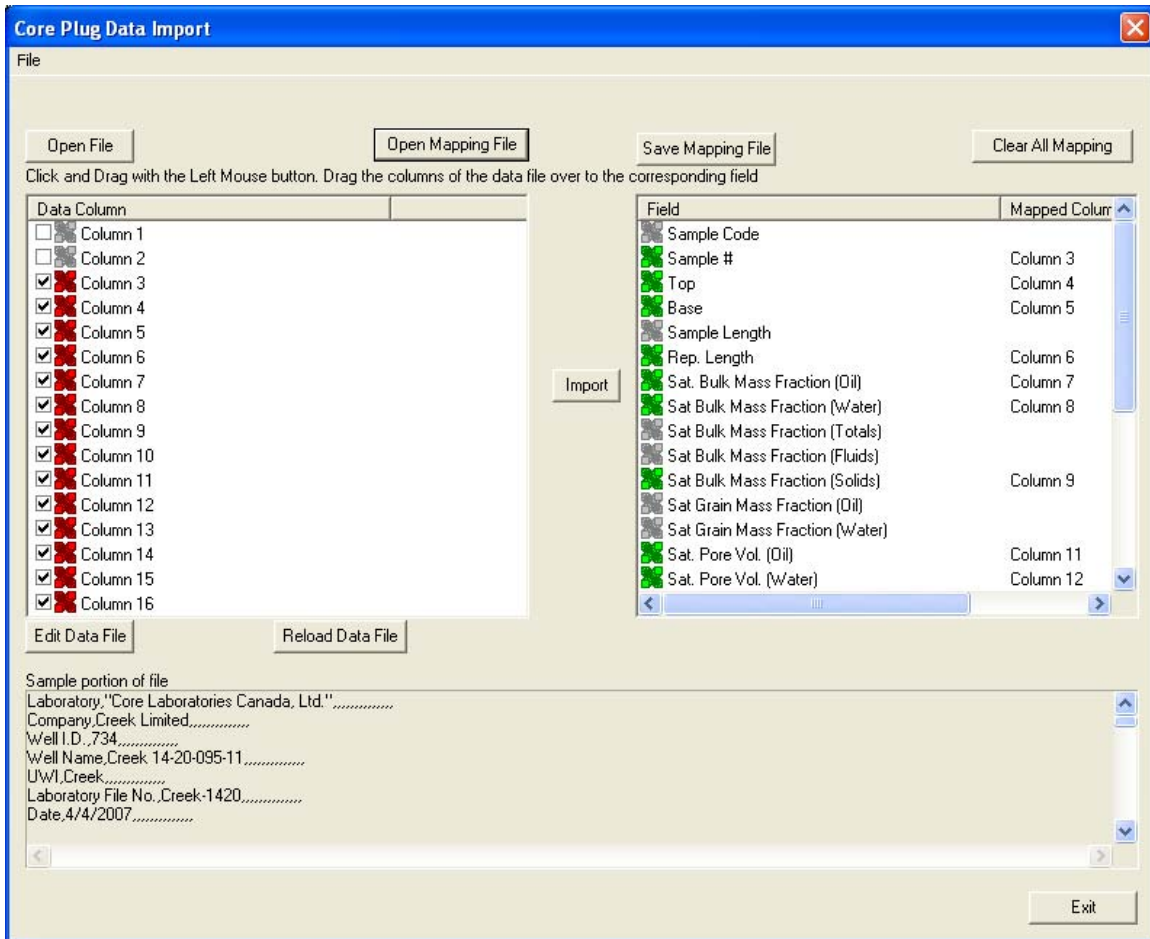 Core Plug Data Import
File
Open File
Open Mapping File
Save Mapping File
Clear All Mapping
Click and Drag with the Left Mouse button. Drag the columns of the data file over to the corresponding field
Data Column
Column 1
Column 2
Column 3
Column 4
Column 5
Column 6
Column 7
Column 8
Column 9
Column 10
Column 11
Column 12
Column 13
Column 14
Column 15
Column 16
Import
Field Mapped Colum
Sample Code
Sample # Column 3
Top Column 4
Base Column 5
Sample Length
Rep. Length Column 6
Sat. Bulk Mass Fraction (Oil) Column 7
Sat Bulk Mass Fraction (Water) Column 8
Sat Bulk Mass Fraction (Totals)
Sat Bulk Mass Fraction (Fluids)
Sat Bulk Mass Fraction (Solids) Column 9
Sat Grain Mass Fraction (Oil)
Sat Grain Mass Fraction (Water)
Sat. Pore Vol. (Oil) Column 11
Sat. Pore Vol. (Water) Column 12
Edit Data File
Reload Data File
Sample portion of file
Laboratory,"Core Laboratories Canada, Ltd.",,,,,,,,,,,,,,
Company,Creek Limited,,,,,,,,,,,,,,
Well I.D.,734,,,,,,,,,,,,,,
Well Name,Creek 14-20-095-11,,,,,,,,,,,,,,
UWI,Creek,,,,,,,,,,,,,,
Laboratory File No.,Creek-1420,,,,,,,,,,,,,,
Date,4/4/2007,,,,,,,,,,,,,,
Exit